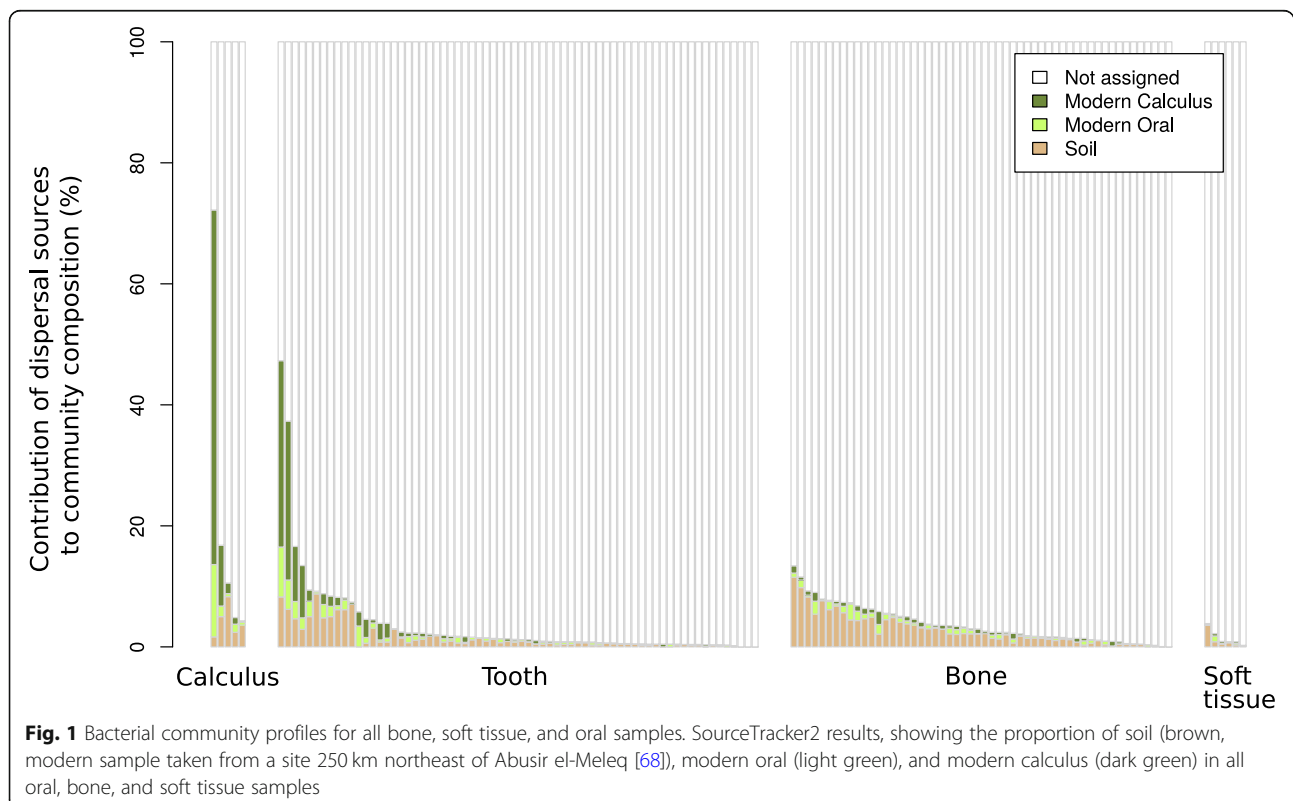 100
80
60
40
20
0
Contribution of dispersal sources
to community composition (%)
Not assigned
Modern Calculus
Modern Oral
Soil
Calculus
Tooth
Bone
Soft
tissue
Fig. 1 Bacterial community profiles for all bone, soft tissue, and oral samples. SourceTracker2 results, showing the proportion of soil (brown,
modern sample taken from a site 250 km northeast of Abusir el-Meleq [68]), modern oral (light green), and modern calculus (dark green) in all
oral, bone, and soft tissue samples